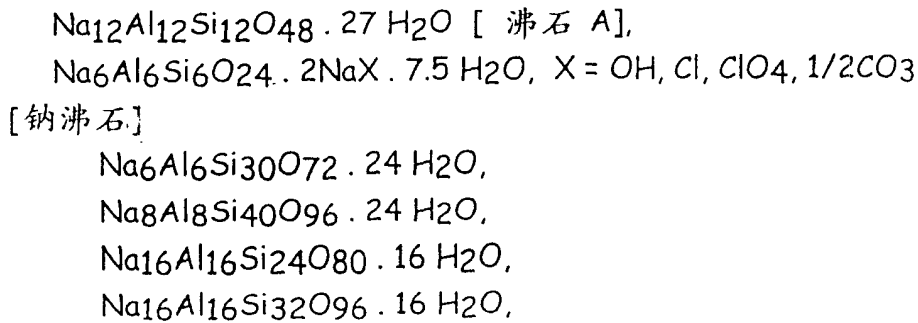 Na12Al12Si12O48 . 27 H2O [ 沸石 A],
Na6Al6Si6O24.. 2NaX . 7.5 H2O, X = OH, Cl, ClO4, 1/2CO3
[钠沸石.]
Na6Al6Si30O72 . 24 H2O,
Na8Al8Si40O96 . 24 H2O,
Na16Al16Si24O80 . 16 H2O,
Na16Al16Si32O96 . 16 H2O,